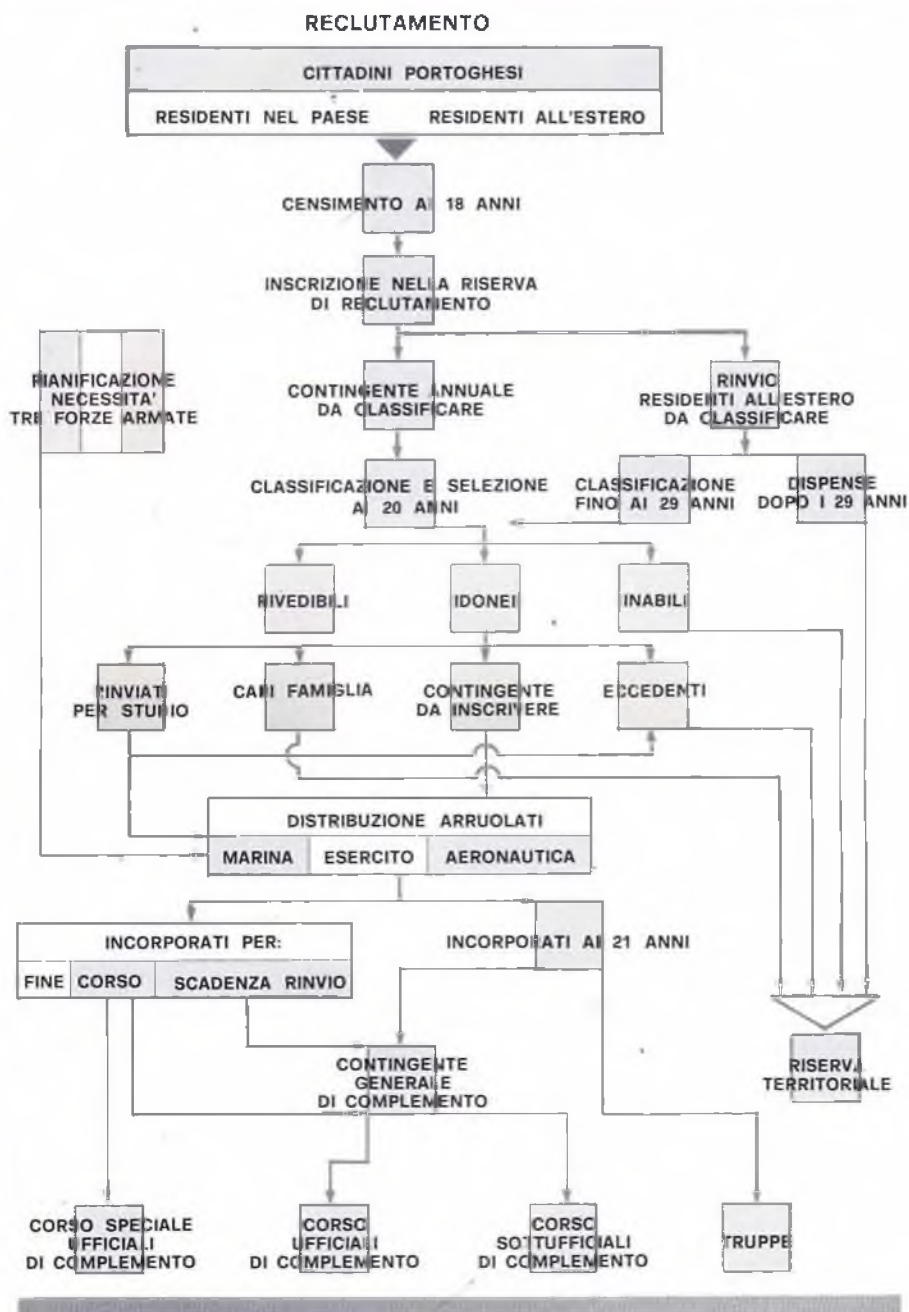 RECLUTAMENTO
CITTADINI PORTOGHESI
RESIDENTI NEL PAESE RESIDENTI ALL'ESTERO
CENSIMENTO AI 18 ANNI
INSCRIZIONE NELLA RISERVA
DI RECLUTAMENTO
PIANIFICAZIONE
NECESSITA'
TRE FORZE ARMATE
CONTINGENTE ANNUALE
DA CLASSIFICARE
RINVIO
RESIDENTI ALL'ESTERO
DA CLASSIFICARE
CLASSIFICAZIONE E SELEZIONE
AI 20 ANNI
CLASSIFICAZIONE
FINO AI 29 ANNI
DISPENSE
DOPO I 29 ANNI
RIVEDIBILI
IDONEI
INABILI
RINVIATI
PER STUDIO
CAPI FAMIGLIA
CONTINGENTE
DA INSCRIVERE
ECCEDENTI
DISTRIBUZIONE ARRUOLATI
MARINA ESERCITO AERONAUTICA
INCORPORATI PER:
FINE CORSO SCADENZA RINVIO
INCORPORATI AI 21 ANNI
CONTINGENTE
GENERALE
DI COMPLEMENTO
RISERVA
TERRITORIALE
CORSO SPECIALE
UFFICIALI
DI COMPLEMENTO
CORSO
UFFICIALI
DI COMPLEMENTO
CORSO
SOTTUFFICIALI
DI COMPLEMENTO
TRUPPE